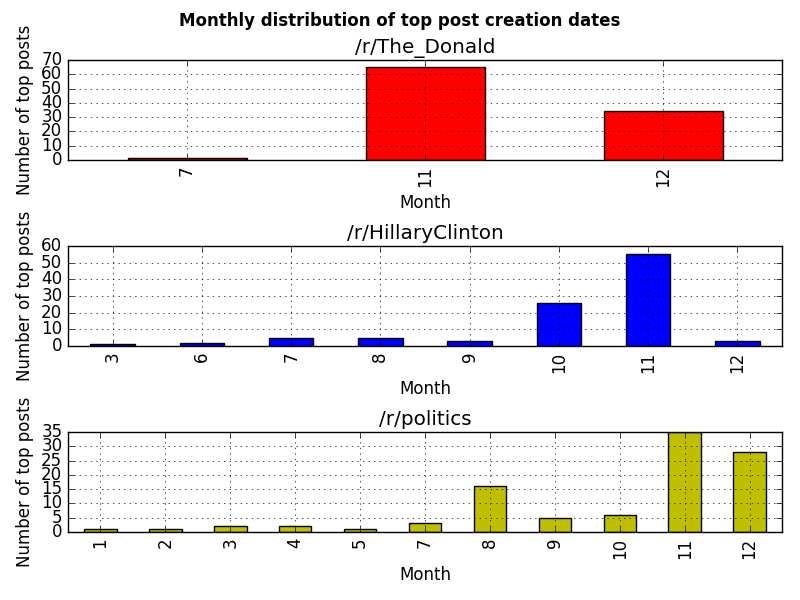 Monthly distribution of top post creation dates
/r/The_Donald
Number of top posts
70
60
50
40
30
20
10
0
7 11 12
Month
/r/HillaryClinton
Number of top posts
60
50
40
30
20
10
0
3 6 7 8 9 10 11 12
Month
/r/politics
Number of top posts
35
30
25
20
15
10
5
0
1 2 3 4 5 7 8 9 10 11 12
Month